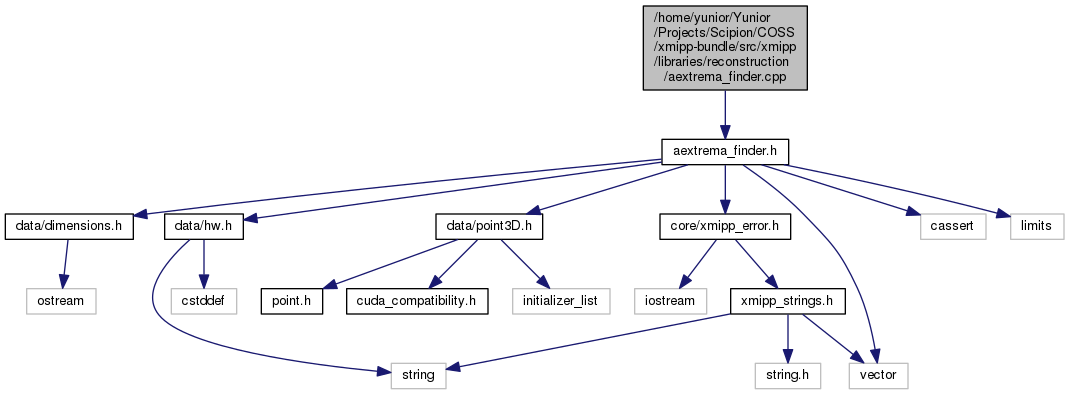 /home/yunior/Yunior
/Projects/Scipion/COSS
/xmipp-bundle/src/xmipp
/libraries/reconstruction
/aextrema_finder.cpp
aextrema_finder.h
data/dimensions.h
data/hw.h
data/point3D.h
core/xmipp_error.h
cassert
limits
ostream
cstddef
point.h
cuda_compatibility.h
initializer_list
iostream
xmipp_strings.h
string
string.h
vector